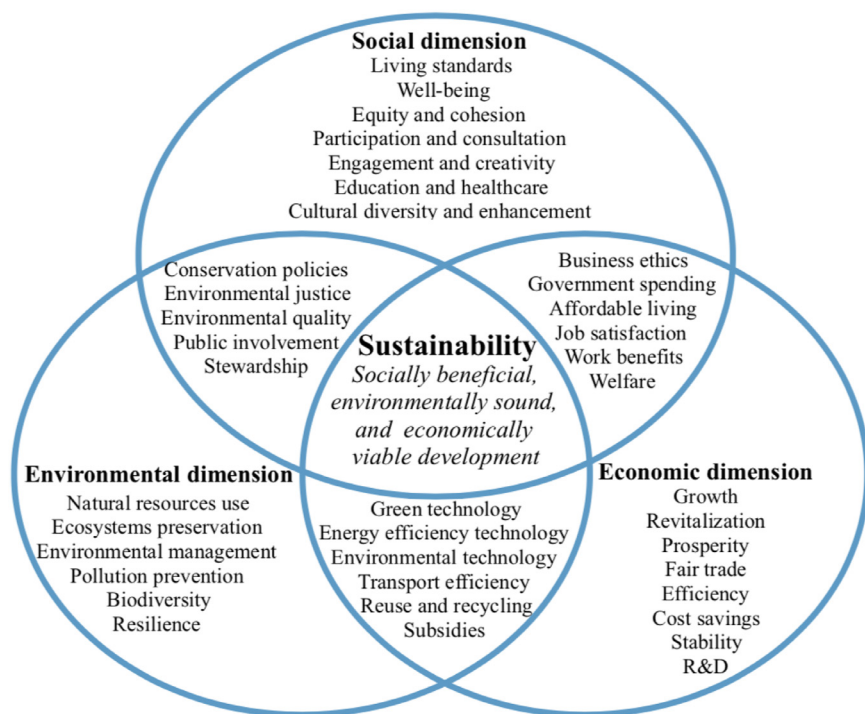 Social dimension
Living standards
Well-being
Equity and cohesion
Participation and consultation
Engagement and creativity
Education and healthcare
Cultural diversity and enhancement
Conservation policies
Environmental justice
Environmental quality
Public involvement
Stewardship
Business ethics
Government spending
Affordable living
Job satisfaction
Work benefits
Welfare
Sustainability
Socially beneficial,
environmentally sound,
and economically
viable development
Environmental dimension
Natural resources use
Ecosystems preservation
Environmental management
Pollution prevention
Biodiversity
Resilience
Green technology
Energy efficiency technology
Environmental technology
Transport efficiency
Reuse and recycling
Subsidies
Economic dimension
Growth
Revitalization
Prosperity
Fair trade
Efficiency
Cost savings
Stability
R&D